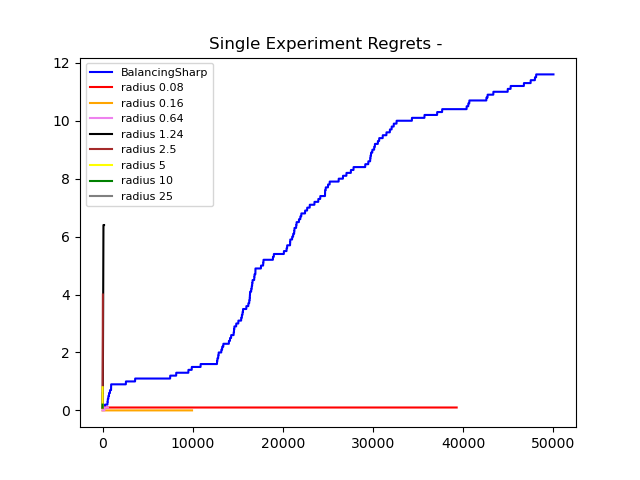 Single Experiment Regrets -
BalancingSharp
radius 0.08
radius 0.16
radius 0.64
radius 1.24
radius 2.5
radius 5
radius 10
radius 25
12
10
8
6
4
2
0
0 10000 20000 30000 40000 50000